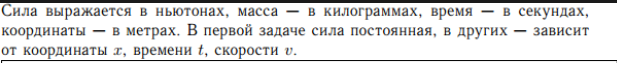 Сила выражается в ньютонах, масса — в килограммах, время — в секундах,
координаты — в метрах. В первой задаче сила постоянная, в других — зависит
от координаты x, времени t, скорости v.